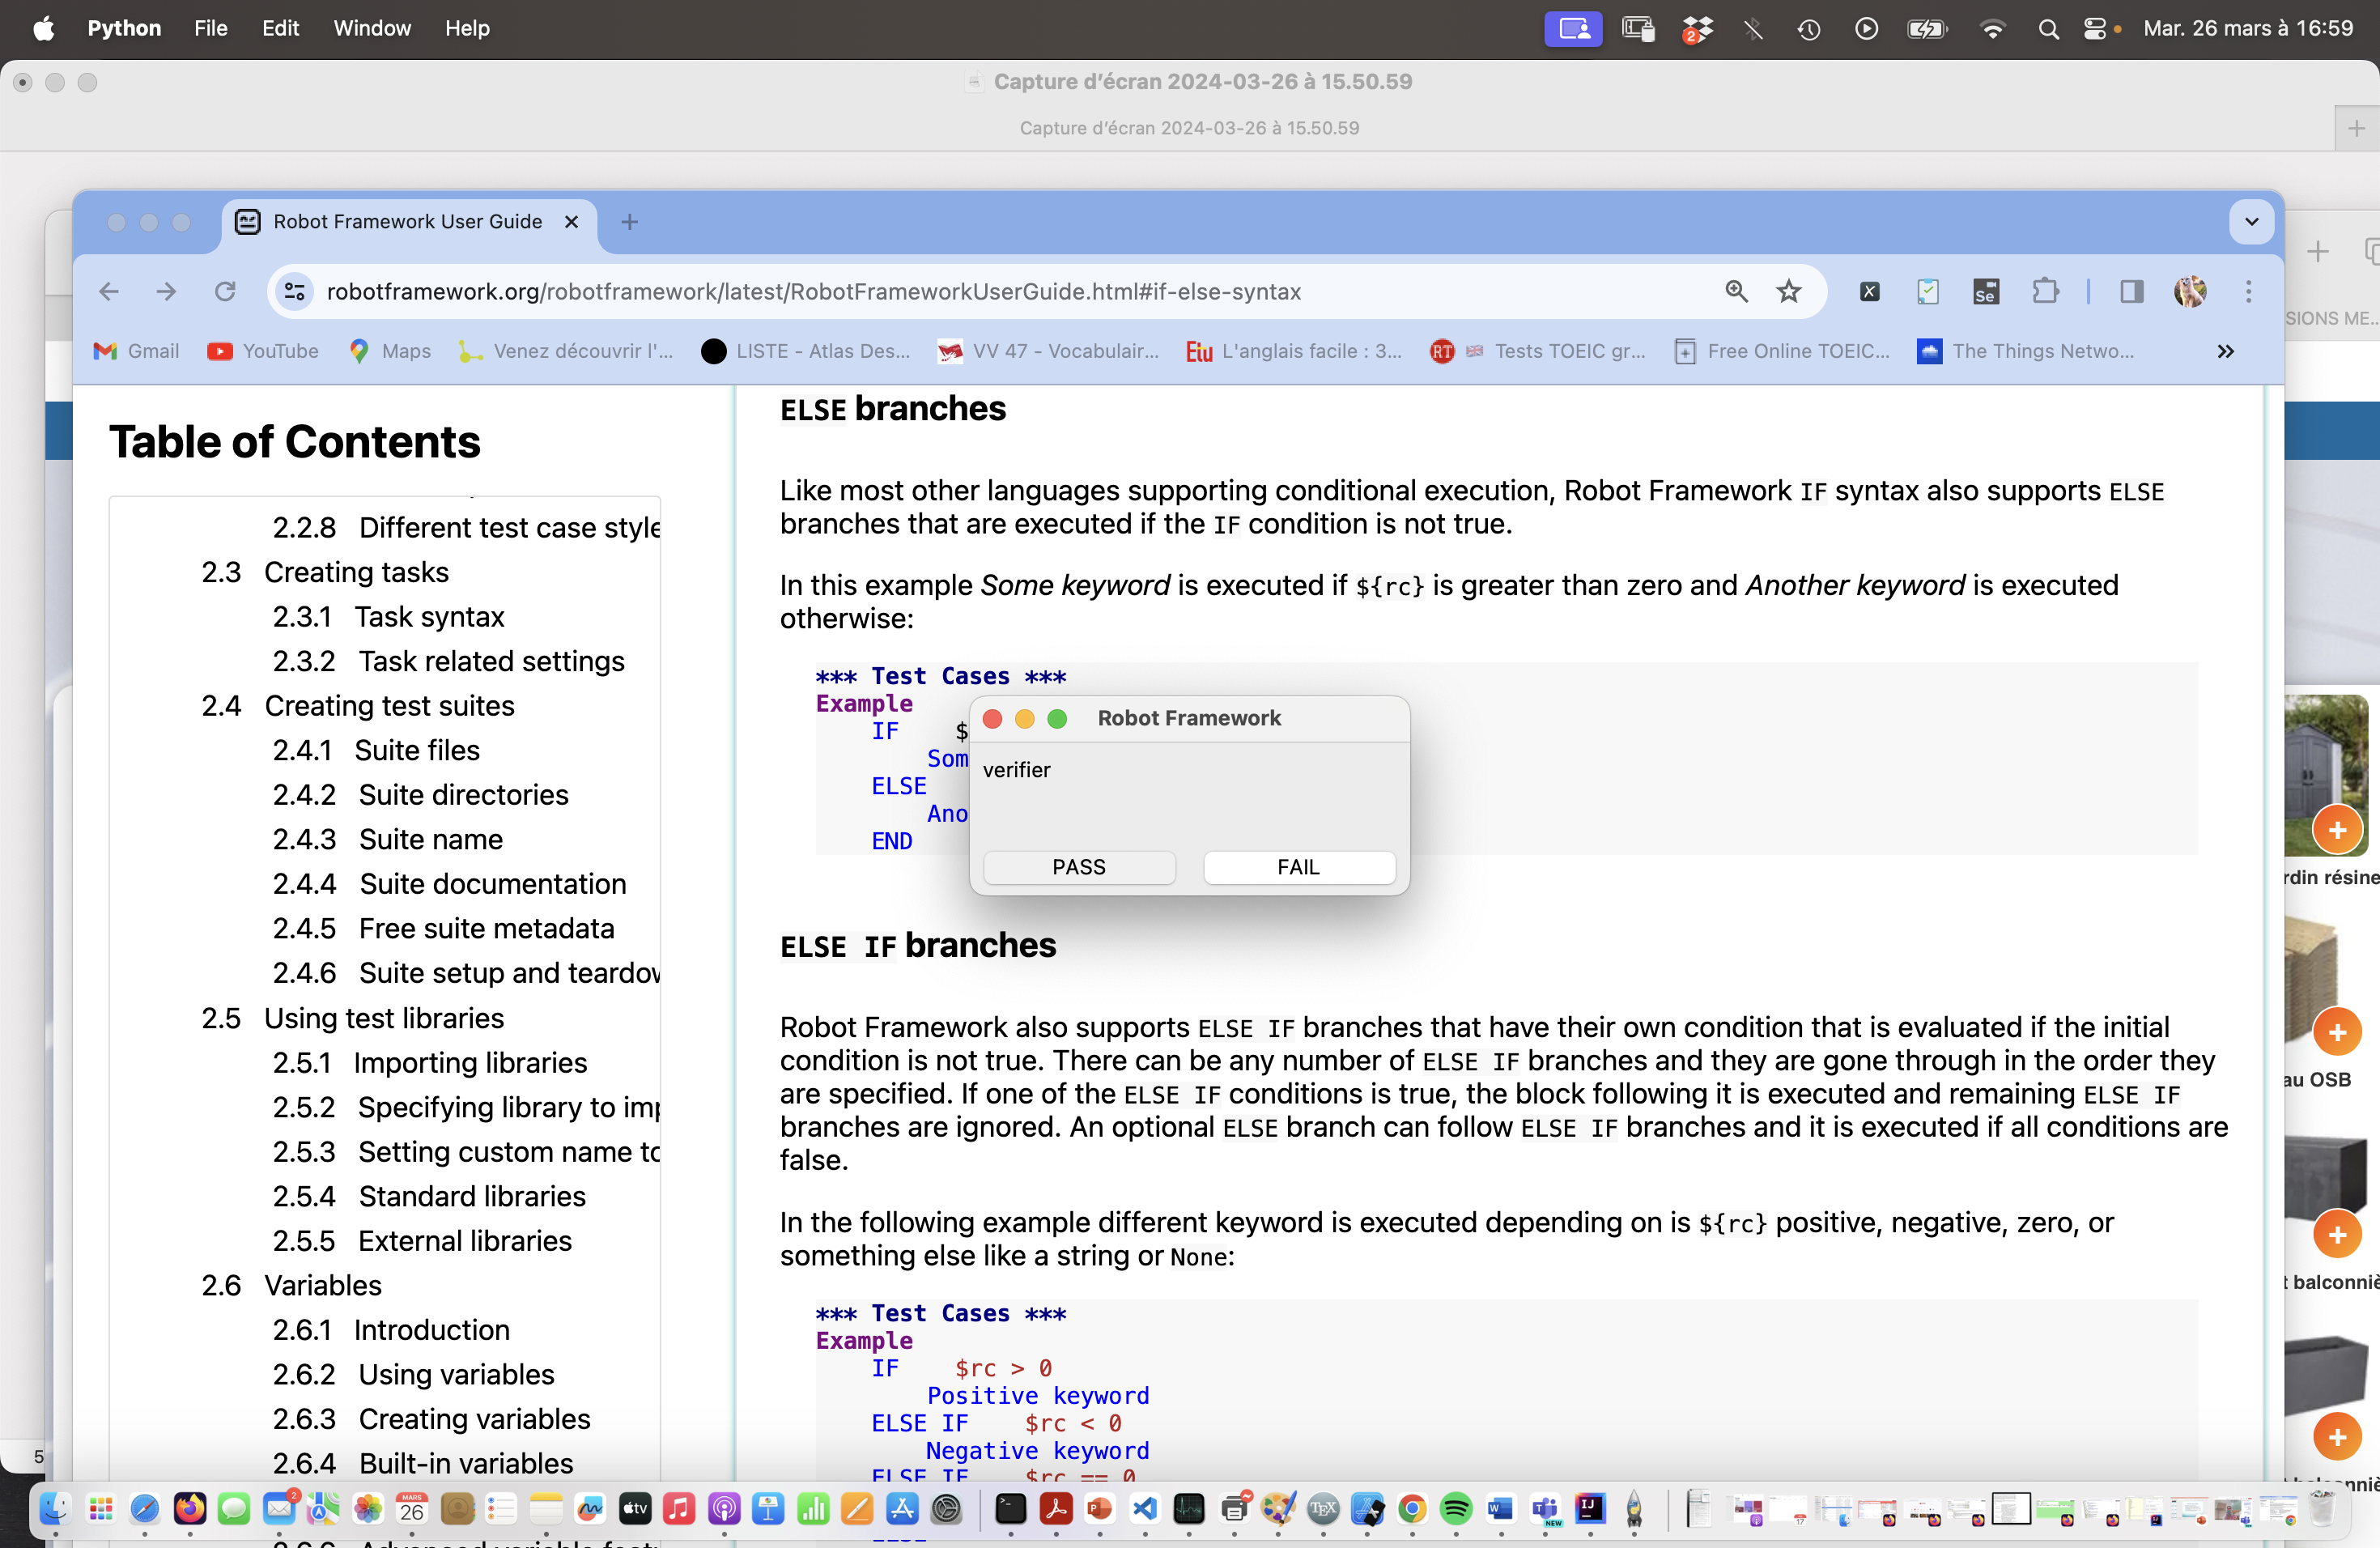 Python File Edit Window Help 2 Mar. 26 mars à 16:59
Capture d'écran 2024-03-26 à 15.50.59
Capture d'écran 2024-03-26 à 15.50.59
Robot Framework User Guide
robotframework.org/robotframework/latest/RobotFrameworkUserGuide.html#if-else-syntax
SIONS ME...
Gmail YouTube Maps Venez découvrir l'... LISTE - Atlas Des... VV 47 - Vocabulair... L'anglais facile : 3... Tests TOEIC gr... Free Online TOEIC... The Things Netwo...
Table of Contents
2.2.8 Different test case style
2.3 Creating tasks
2.3.1 Task syntax
2.3.2 Task related settings
2.4 Creating test suites
2.4.1 Suite files
2.4.2 Suite directories
2.4.3 Suite name
2.4.4 Suite documentation
2.4.5 Free suite metadata
2.4.6 Suite setup and teardow
2.5 Using test libraries
2.5.1 Importing libraries
2.5.2 Specifying library to imp
2.5.3 Setting custom name to
2.5.4 Standard libraries
2.5.5 External libraries
2.6 Variables
2.6.1 Introduction
2.6.2 Using variables
2.6.3 Creating variables
2.6.4 Built-in variables
ELSE branches
Like most other languages supporting conditional execution, Robot Framework IF syntax also supports ELSE
branches that are executed if the IF condition is not true.
In this example Some keyword is executed if ${rc} is greater than zero and Another keyword is executed
otherwise:
*** Test Cases ***
Example
IF $
Som
ELSE
Ano
END
Robot Framework
verifier
PASS FAIL
ELSE IF branches
Robot Framework also supports ELSE IF branches that have their own condition that is evaluated if the initial
condition is not true. There can be any number of ELSE IF branches and they are gone through in the order they
are specified. If one of the ELSE IF conditions is true, the block following it is executed and remaining ELSE IF
branches are ignored. An optional ELSE branch can follow ELSE IF branches and it is executed if all conditions are
false.
In the following example different keyword is executed depending on is ${rc} positive, negative, zero, or
something else like a string or None:
*** Test Cases ***
Example
IF $rc > 0
Positive keyword
ELSE IF $rc < 0
Negative keyword
ELSE IF $rc == 0
rdin résine
au OSB
t balconniè
5
MARS
26
2
tv
TEX
NEW